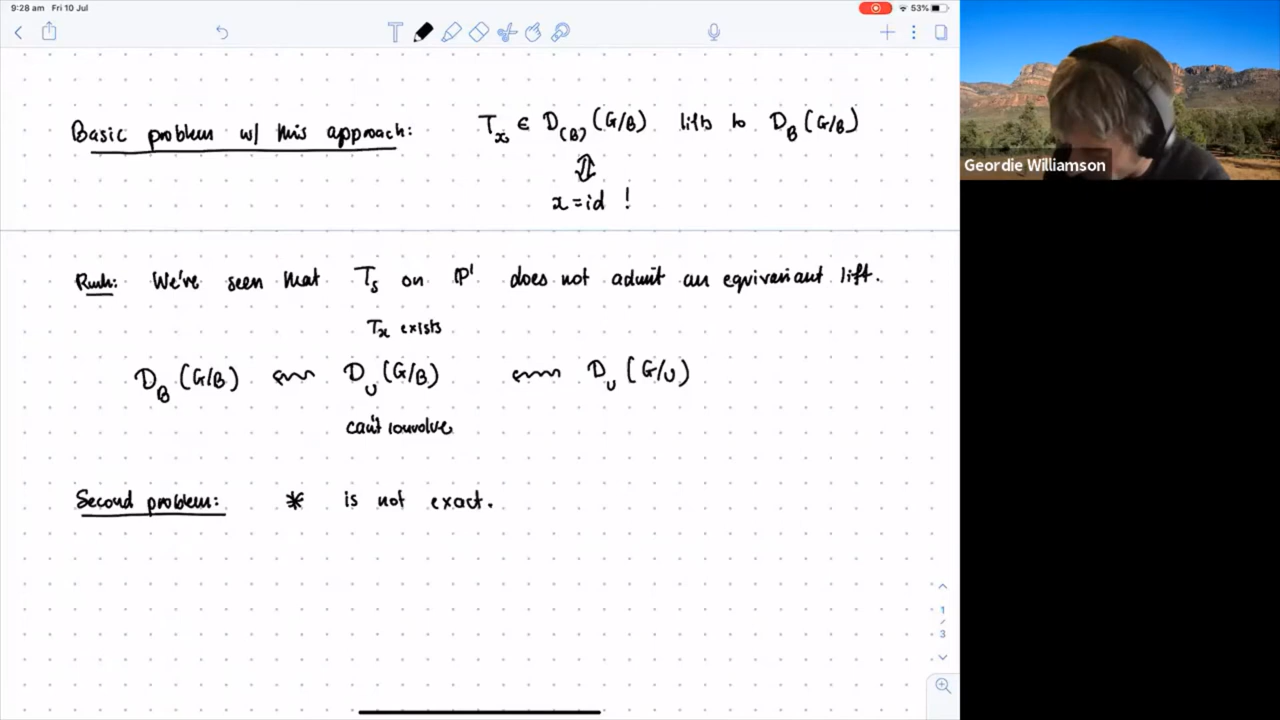 9:28 am Fri 10 Jul
53%
Geordie Williamson
Basic problem w/ this approach: T_x ∈ D_(B) (G/B) lifts to D_B (G/B)
⇕
x = id !
Rmk: We've seen that T_s on P¹ does not admit an equivariant lift.
T_x exists
D_B (G/B) D_U (G/B) D_U (G/U)
can't convolve
Second problem: * is not exact.
1
/
3